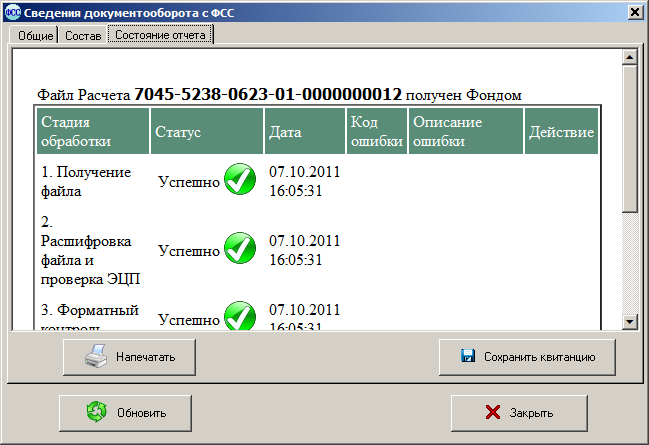 ФСС Сведения документооборота с ФСС
Общие Состав Состояние отчета
Файл Расчета 7045-5238-0623-01-0000000012 получен Фондом
Стадия обработки Статус Дата Код ошибки Описание ошибки Действие
1. Получение файла Успешно 07.10.2011 16:05:31
2. Расшифровка файла и проверка ЭЦП Успешно 07.10.2011 16:05:31
3. Форматный контроль Успешно 07.10.2011 16:05:31
Напечатать Сохранить квитанцию
Обновить Закрыть